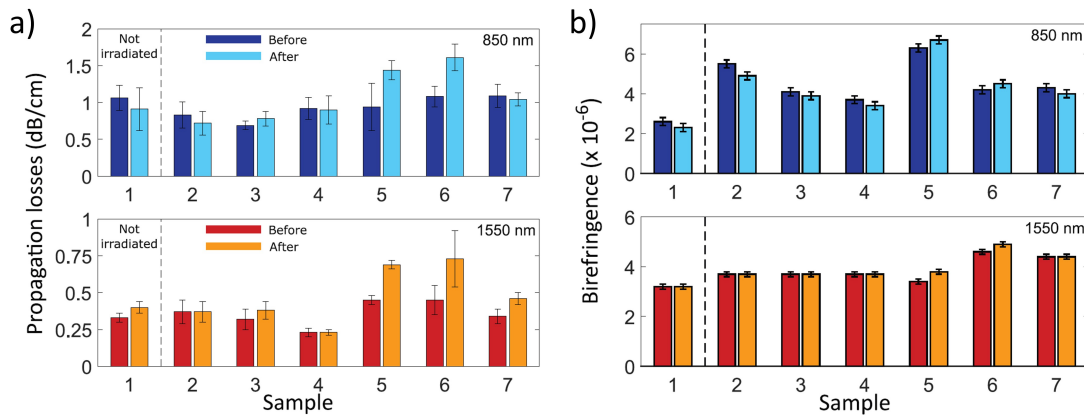 a)
Propagation losses (dB/cm)
2
1.5
1
0.5
0
Not
irradiated
Before
After
850 nm
1 2 3 4 5 6 7
1
0.75
0.5
0.25
0
Not
irradiated
Before
After
1550 nm
1 2 3 4 5 6 7
Sample
b)
Birefringence (x 10⁻⁶)
6
4
2
0
850 nm
1 2 3 4 5 6 7
6
4
2
0
1550 nm
1 2 3 4 5 6 7
Sample